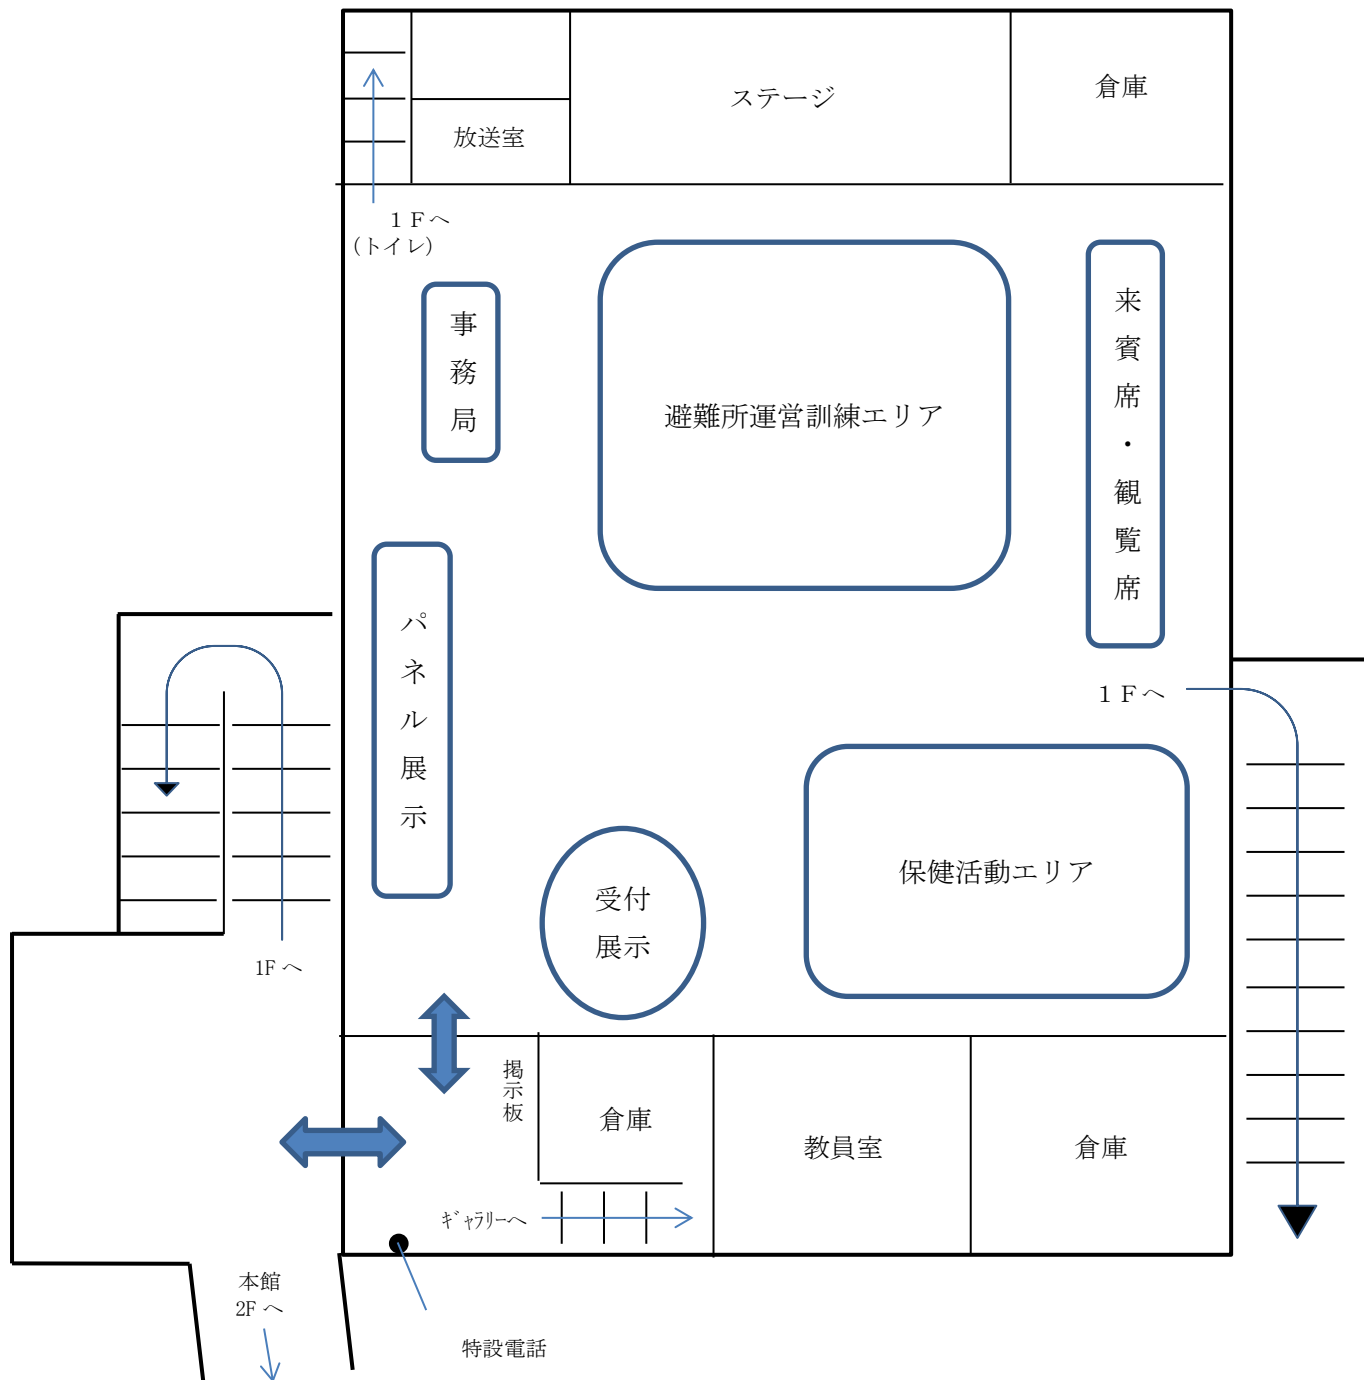 ステージ
倉庫
放送室
１Ｆへ
（トイレ）
事務局
避難所運営訓練エリア
来賓席・観覧席
パネル展示
１Ｆへ
保健活動エリア
受付
展示
1Fへ
掲示板
倉庫
教員室
倉庫
ｷﾞｬﾗﾘｰへ
本館
2Fへ
特設電話